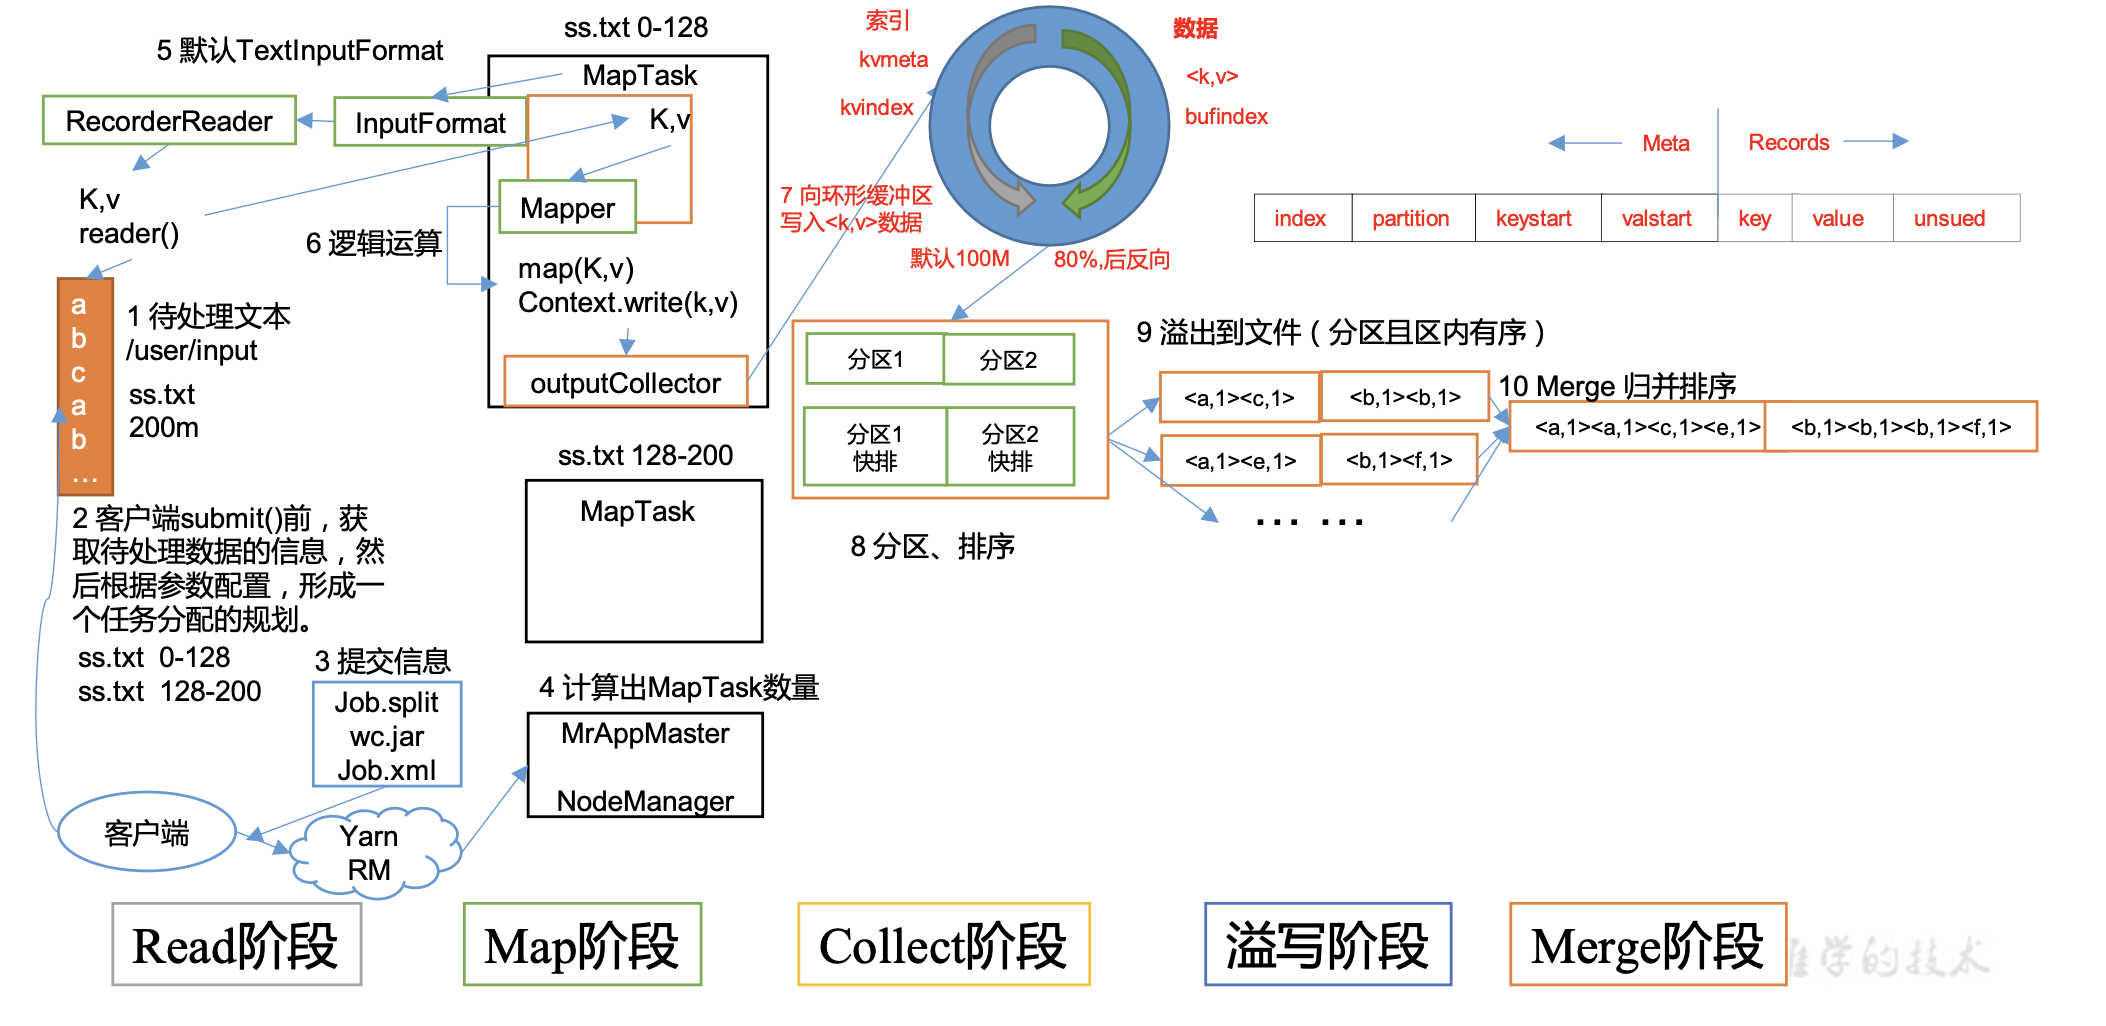 ss.txt 0-128
5 默认TextInputFormat
MapTask
RecorderReader
InputFormat
K,v
K,v
reader()
Mapper
6 逻辑运算
map(K,v)
Context.write(k,v)
outputCollector
a
b
c
a
b
...
1 待处理文本
/user/input
ss.txt
200m
2 客户端submit()前，获
取待处理数据的信息，然
后根据参数配置，形成一
个任务分配的规划。
ss.txt 0-128
ss.txt 128-200
3 提交信息
Job.split
wc.jar
Job.xml
客户端
Yarn
RM
ss.txt 128-200
MapTask
4 计算出MapTask数量
MrAppMaster
NodeManager
索引
kvmeta
kvindex
数据
<k,v>
bufindex
7 向环形缓冲区
写入<k,v>数据
默认100M
80%,后反向
Meta
Records
index
partition
keystart
valstart
key
value
unsued
分区1
分区2
分区1
快排
分区2
快排
8 分区、排序
9 溢出到文件（分区且区内有序）
<a,1><c,1>
<b,1><b,1>
<a,1><e,1>
<b,1><f,1>
... ...
10 Merge 归并排序
<a,1><a,1><c,1><e,1>
<b,1><b,1><b,1><f,1>
Read阶段
Map阶段
Collect阶段
溢写阶段
Merge阶段
学的技术